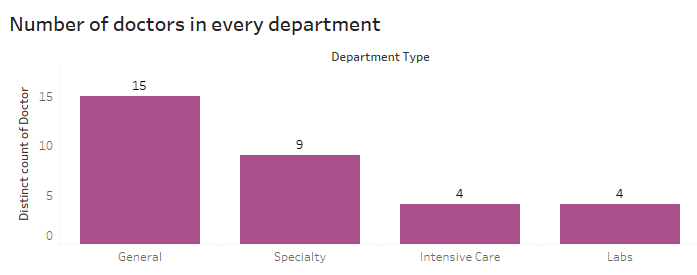 Number of doctors in every department
Department Type
Distinct count of Doctor
15
10
5
0
15
9
4
4
General
Specialty
Intensive Care
Labs